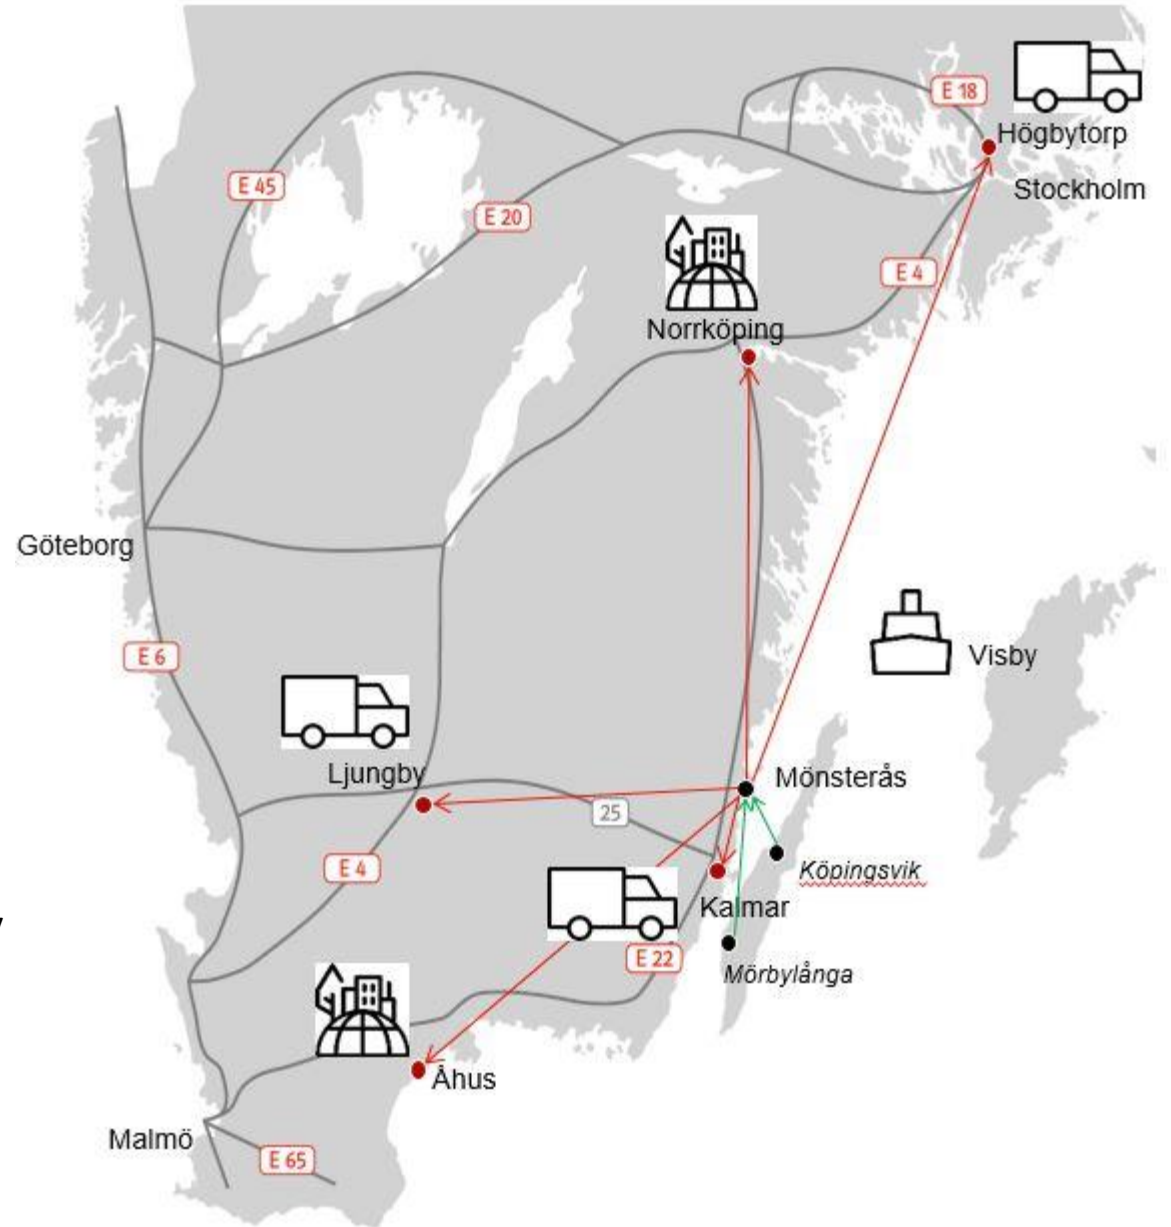 E 18
Högbytorp
Stockholm
E 45
E 20
E 4
Norrköping
Göteborg
E 6
Visby
Ljungby
Mönsterås
25
E 4
Köpingsvik
Kalmar
E 22
Mörbylånga
Åhus
Malmö
E 65